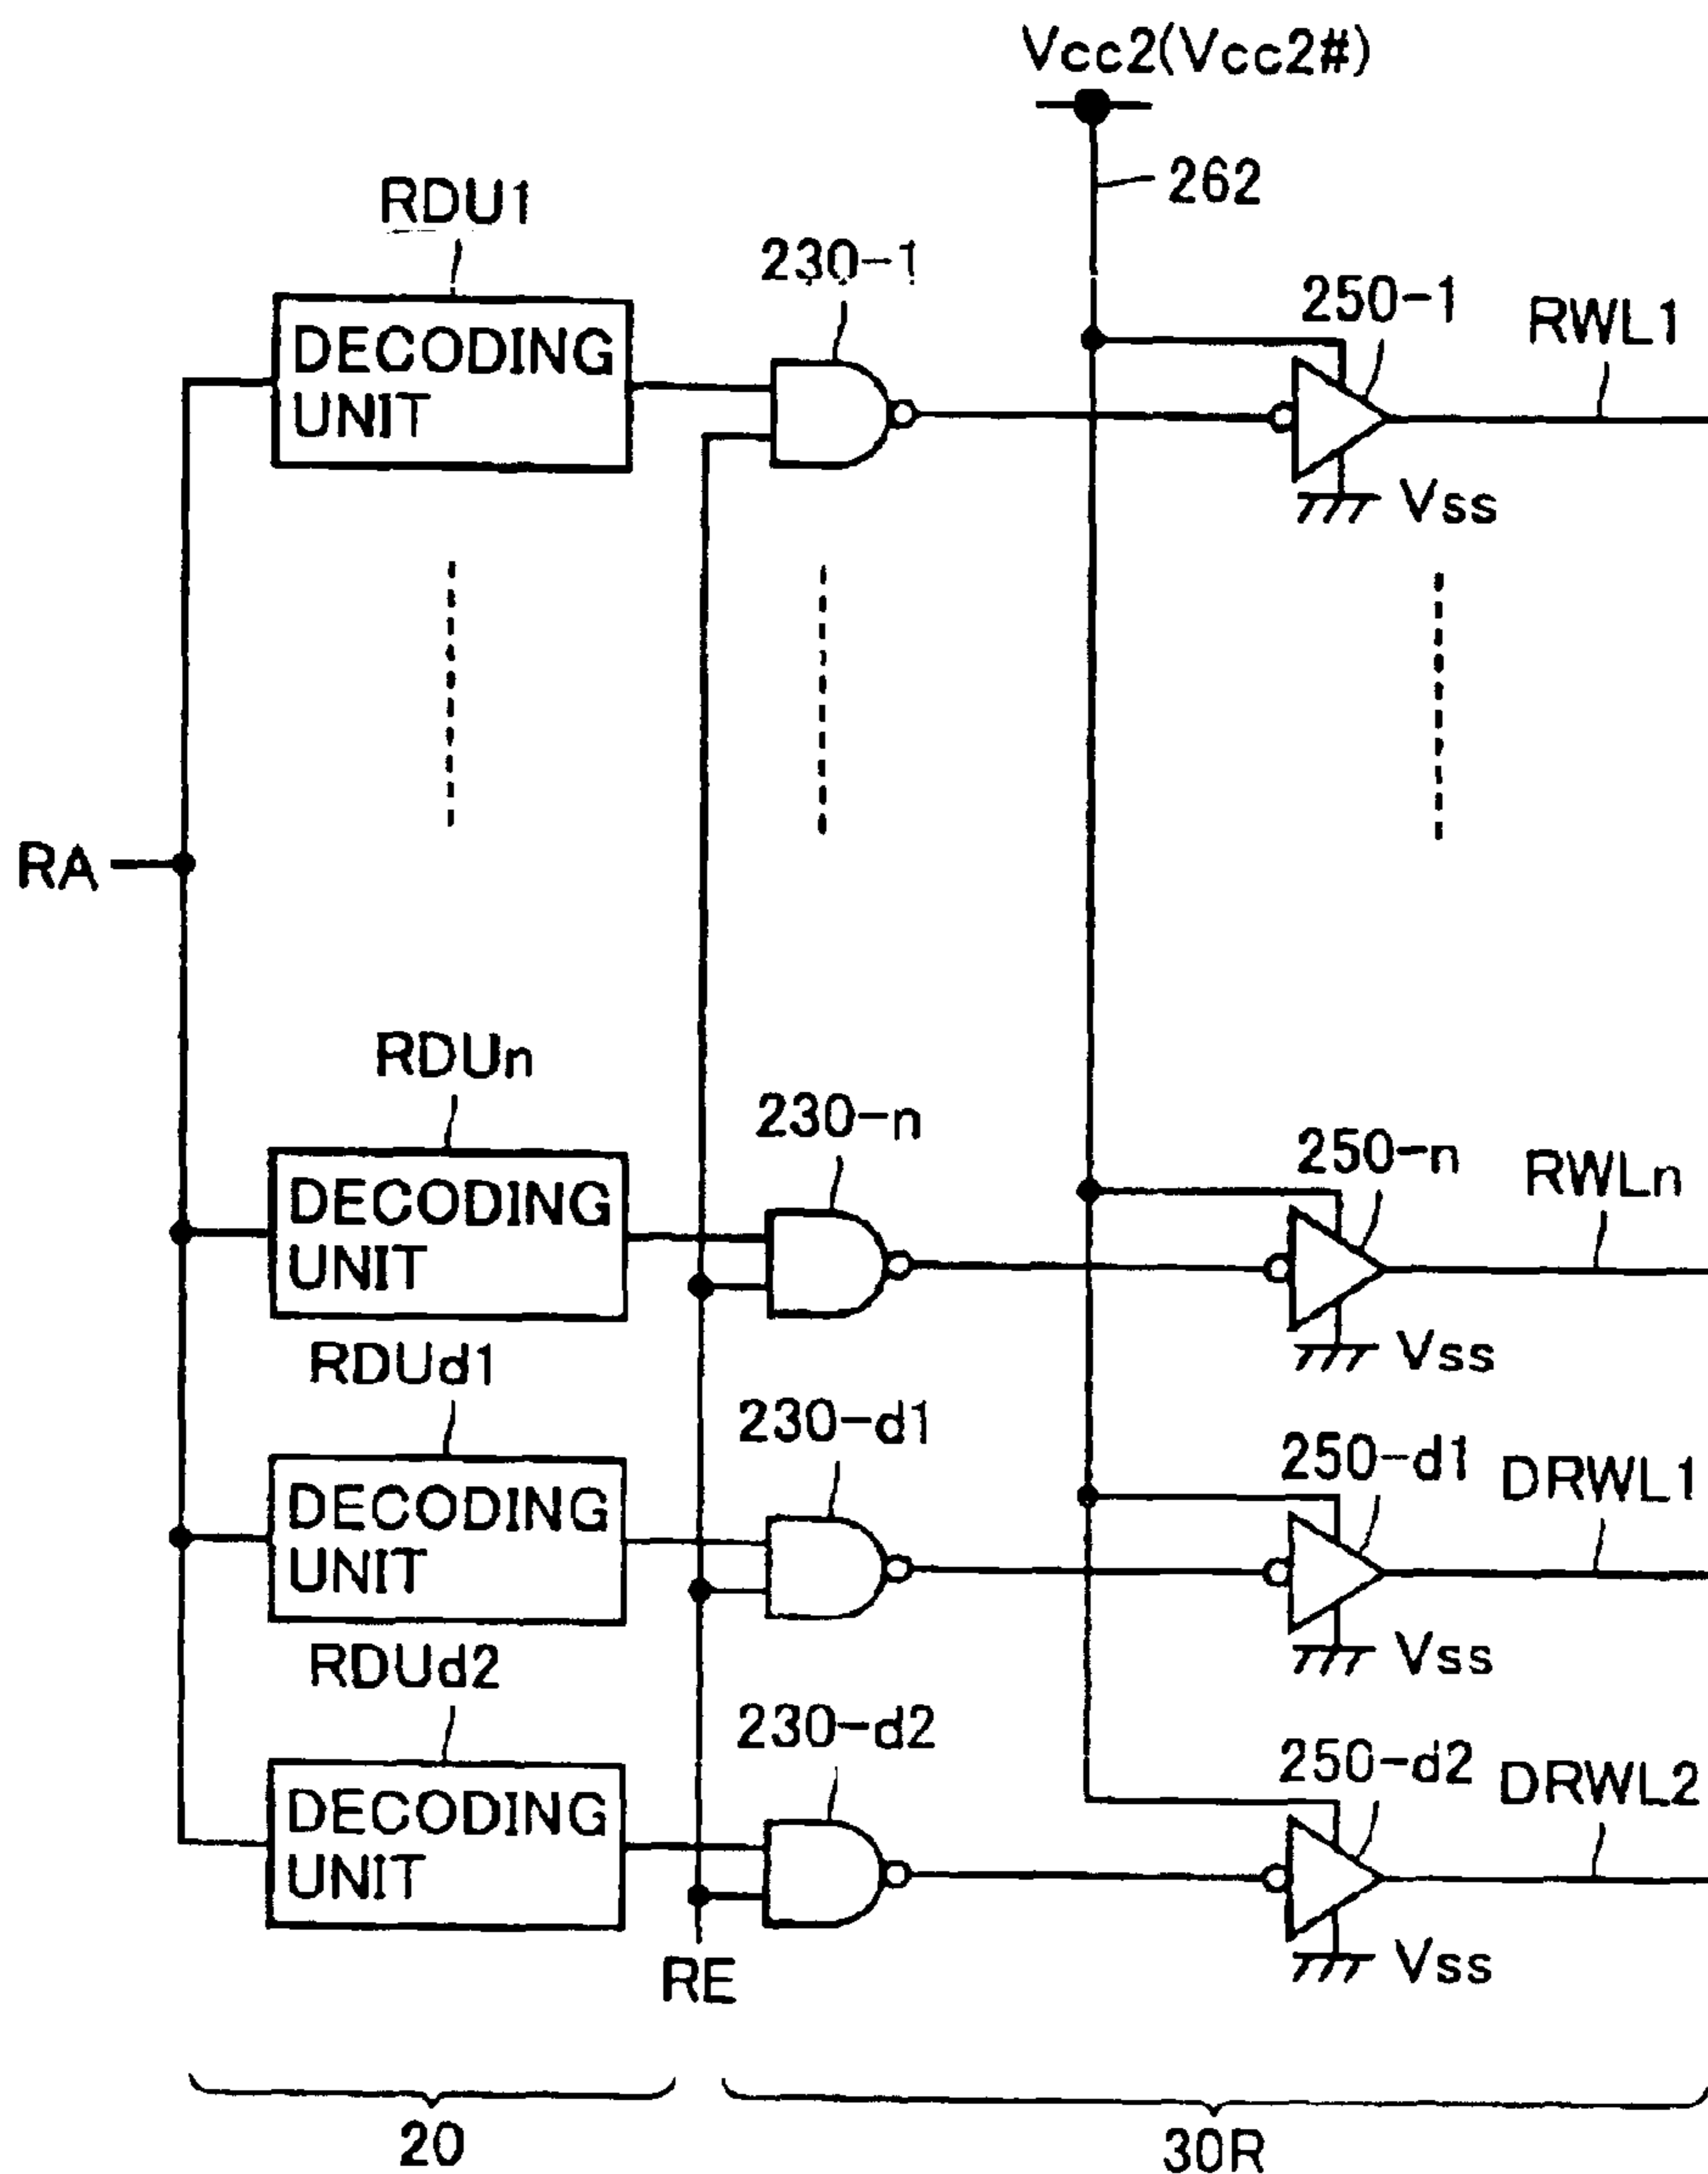 Vcc2(Vcc2#)
262
RDU1
230-1
250-1
RWL1
DECODING
UNIT
Vss
RA
RDUn
230-n
250-n
RWLn
DECODING
UNIT
Vss
RDUd1
230-d1
250-d1
DRWL1
DECODING
UNIT
Vss
RDUd2
230-d2
250-d2
DRWL2
DECODING
UNIT
Vss
RE
20
30R